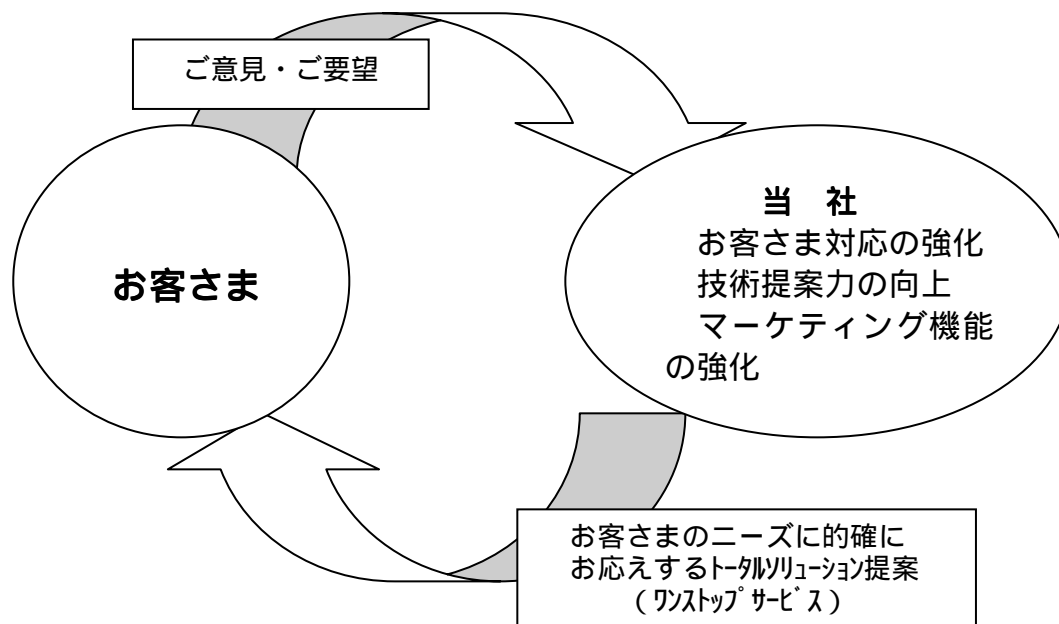 ご意見・ご要望
お客さま
当 社
お客さま対応の強化
技術提案力の向上
マーケティング機能
の強化
お客さまのニーズに的確に
お応えするﾄｰﾀﾙｿﾘｭｰｼｮﾝ提案
（ﾜﾝｽﾄｯﾌﾟｻｰﾋﾞｽ）